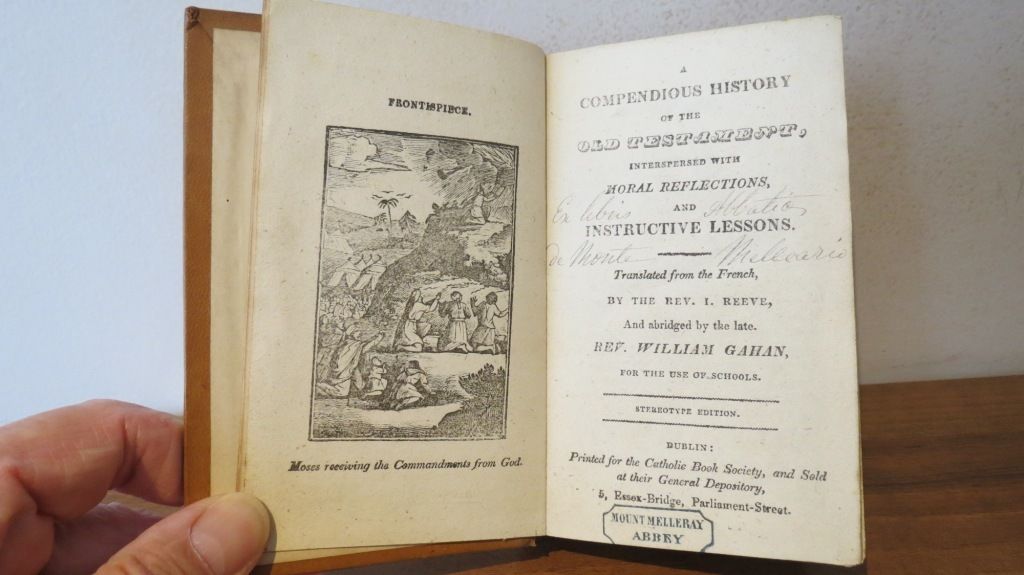 FRONTISPIECE.
Moses receiving the Commandments from God.
A
COMPENDIOUS HISTORY
OF THE
OLD TESTAMENT,
INTERSPERSED WITH
MORAL REFLECTIONS,
AND
Ex libris Abbatiae
INSTRUCTIVE LESSONS.
de Monte Mellearie
Translated from the French,
BY THE REV. I. REEVE,
And abridged by the late.
REV. WILLIAM GAHAN,
FOR THE USE OF SCHOOLS.
STEREOTYPE EDITION.
DUBLIN:
Printed for the Catholic Book Society, and Sold
at their General Depository,
5, Essex-Bridge, Parliament-Street.
MOUNT MELLERAY
ABBEY